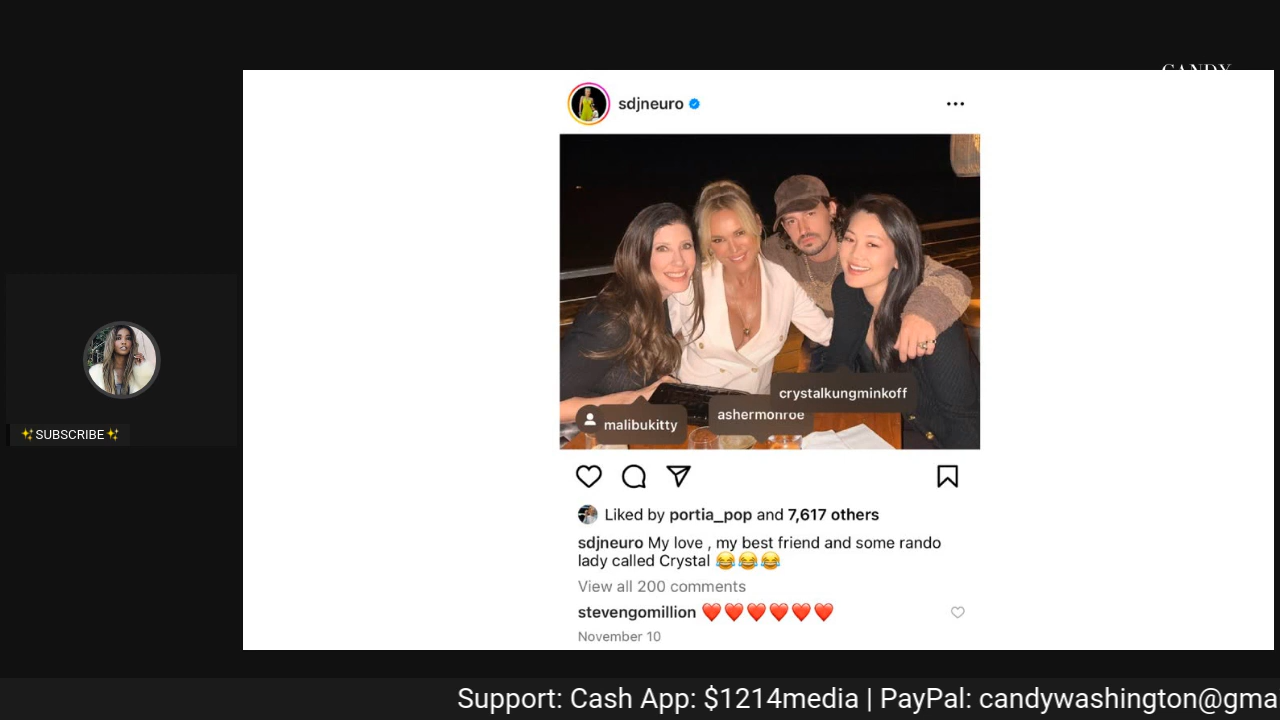 sdjneuro
crystalkungminkoff
ashermonroe
malibukitty
Liked by portia_pop and 7,617 others
sdjneuro My love , my best friend and some rando
lady called Crystal 😂😂😂
View all 200 comments
stevengomillion ❤️❤️❤️❤️❤️❤️
November 10
✨SUBSCRIBE✨
Support: Cash App: $1214media | PayPal: candywashington@gma